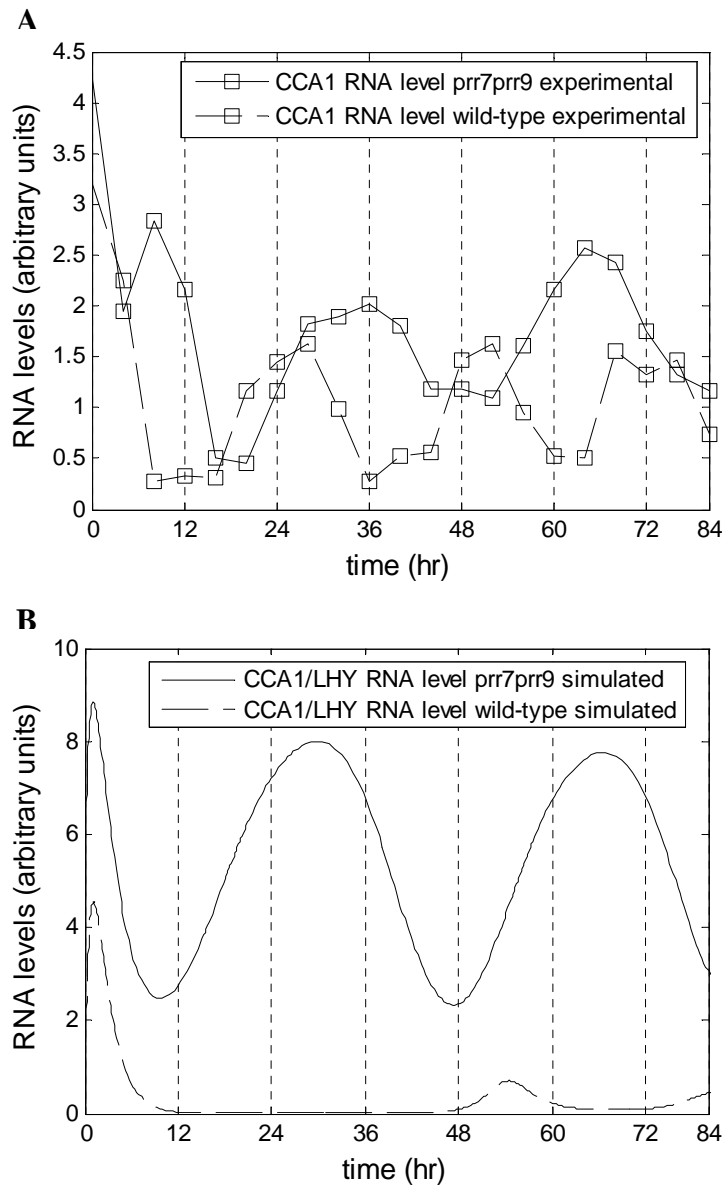 A
4.5
4
3.5
3
2.5
2
1.5
1
0.5
0
RNA levels (arbitrary units)
CCA1 RNA level prr7prr9 experimental
CCA1 RNA level wild-type experimental
0 12 24 36 48 60 72 84
time (hr)
B
10
8
6
4
2
0
RNA levels (arbitrary units)
CCA1/LHY RNA level prr7prr9 simulated
CCA1/LHY RNA level wild-type simulated
0 12 24 36 48 60 72 84
time (hr)